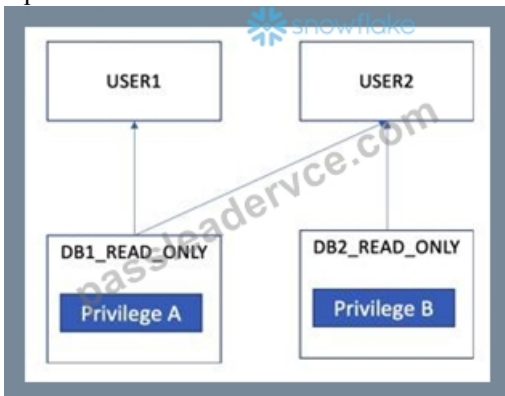 snowflake
USER1
USER2
passleadervce.com
DB1_READ_ONLY
DB2_READ_ONLY
Privilege A
Privilege B